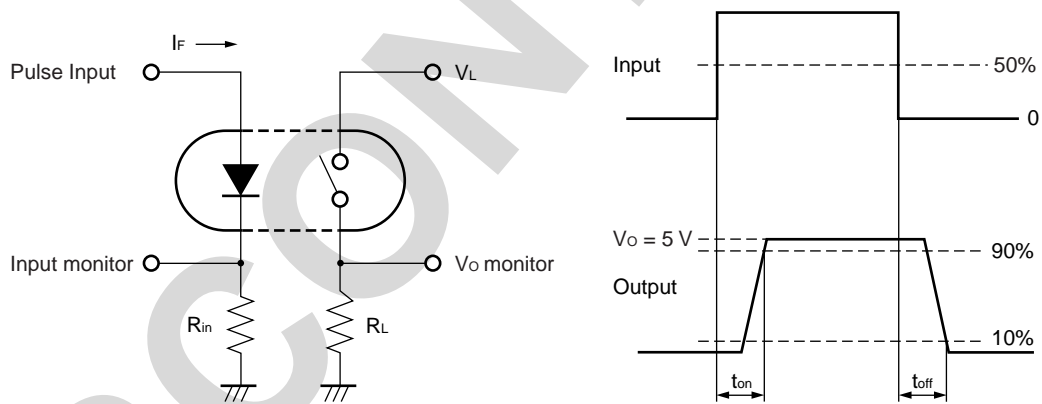 IF
Pulse Input
VL
Input monitor
VO monitor
Rin
RL
Input
50%
0
VO = 5 V
90%
Output
10%
ton
toff